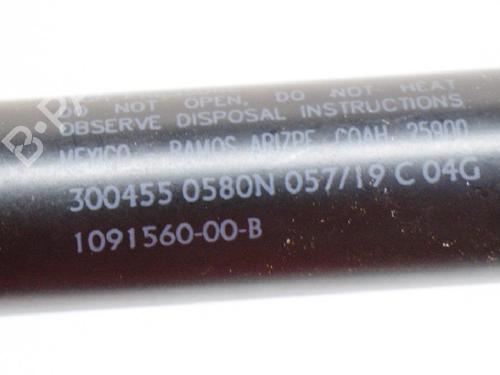 DO NOT OPEN, DO NOT HEAT
OBSERVE DISPOSAL INSTRUCTIONS
MEXICO RAMOS ARIZPE, COAH, 25900
300455 0580N 057/19 C 04G
1091560-00-B